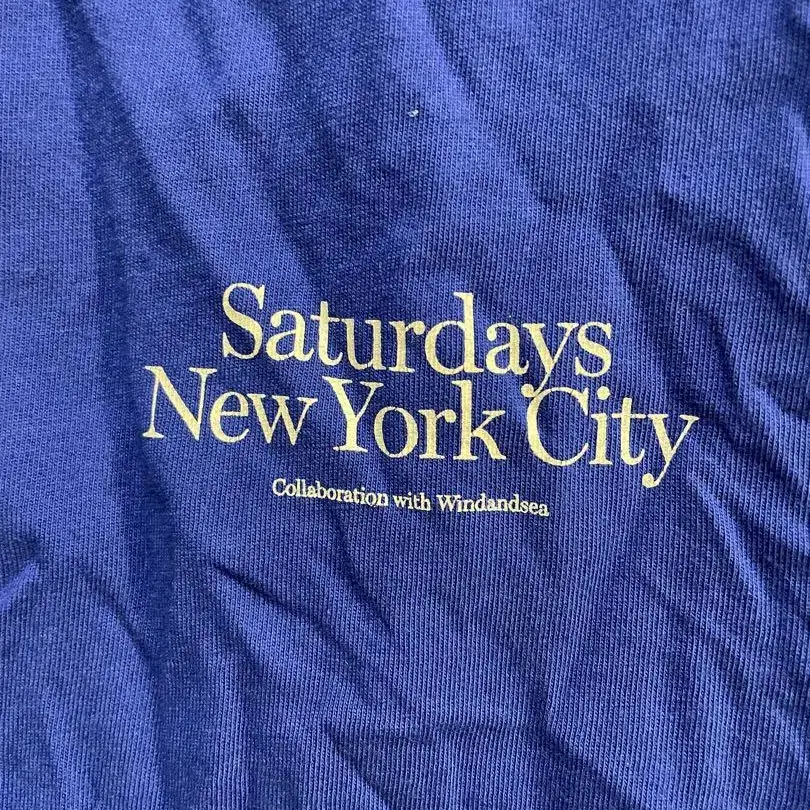 Saturdays
New York City
Collaboration with Windandsea